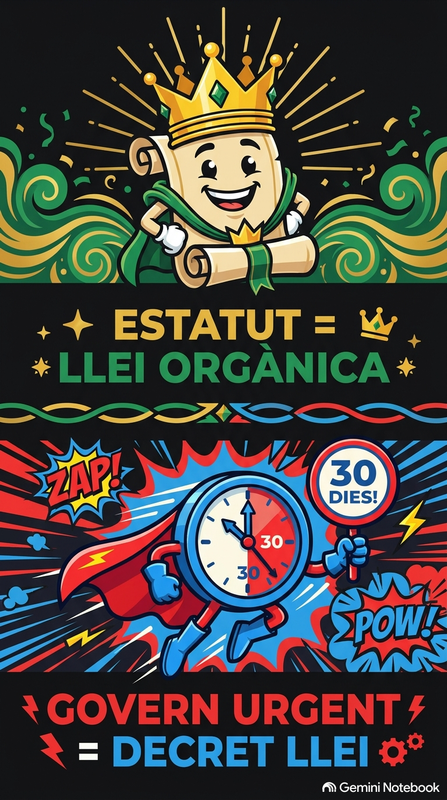 ESTATUT =
LLEI ORGÀNICA
ZAP!
30
DIES!
30
30
POW!
GOVERN URGENT
= DECRET LLEI
Gemini Notebook